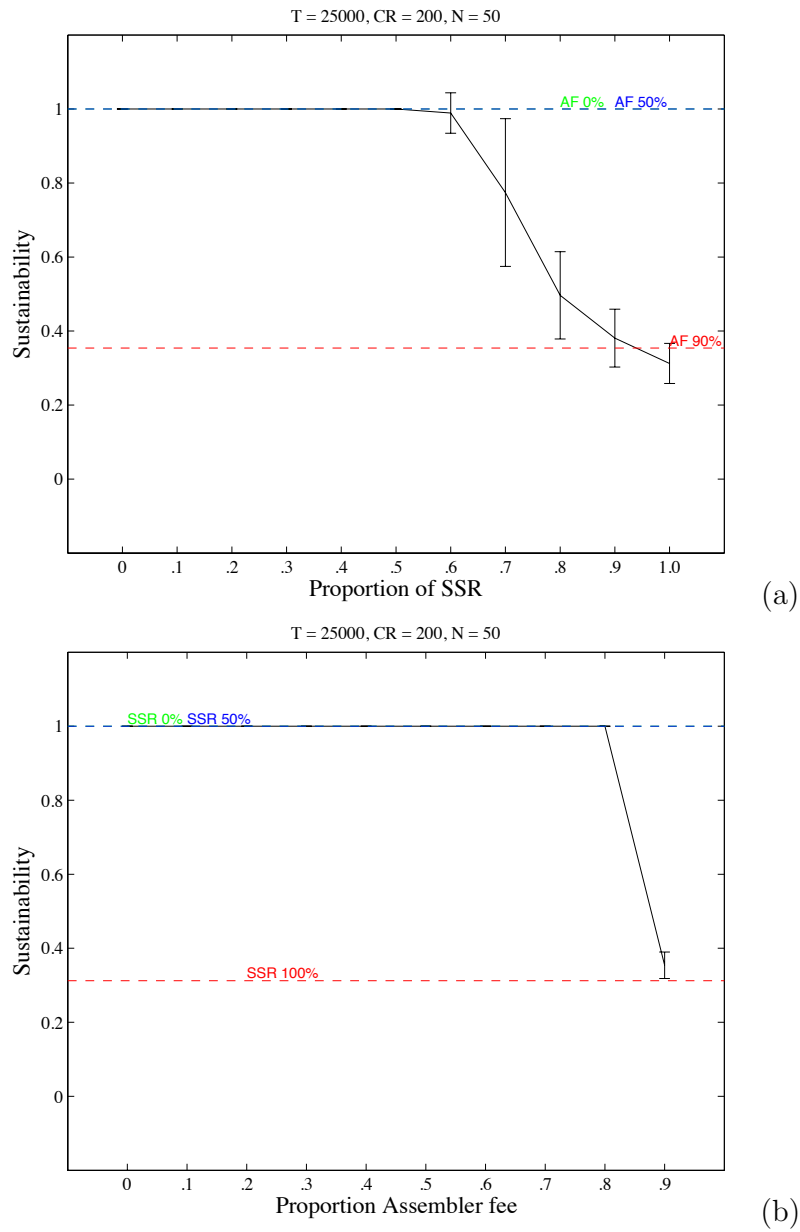 T = 25000, CR = 200, N = 50
1
AF 0% AF 50%
0.8
0.6
0.4
AF 90%
0.2
0
Sustainability
0 .1 .2 .3 .4 .5 .6 .7 .8 .9 1.0
Proportion of SSR
(a)
T = 25000, CR = 200, N = 50
SSR 0% SSR 50%
1
0.8
0.6
0.4
SSR 100%
0.2
0
Sustainability
0 .1 .2 .3 .4 .5 .6 .7 .8 .9
Proportion Assembler fee
(b)